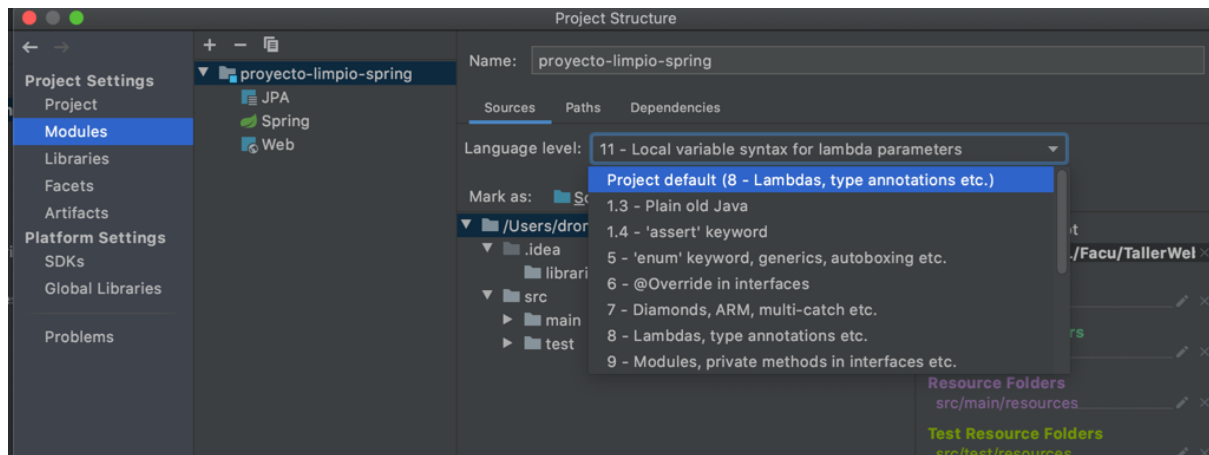 Project Structure
Project Settings
Project
Modules
Libraries
Facets
Artifacts
Platform Settings
SDKs
Global Libraries
Problems
proyecto-limpio-spring
JPA
Spring
Web
Name: proyecto-limpio-spring
Sources Paths Dependencies
Language level: 11 - Local variable syntax for lambda parameters
Project default (8 - Lambdas, type annotations etc.)
1.3 - Plain old Java
1.4 - 'assert' keyword
5 - 'enum' keyword, generics, autoboxing etc.
6 - @Override in interfaces
7 - Diamonds, ARM, multi-catch etc.
8 - Lambdas, type annotations etc.
9 - Modules, private methods in interfaces etc.
Mark as:
.idea
src
main
test
/Facu/TallerWeb
Resource Folders
src/main/resources
Test Resource Folders
src/test/resources